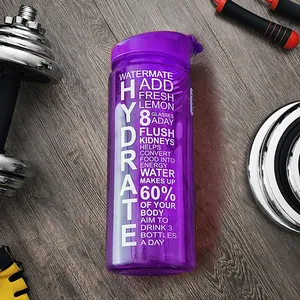 WATERMATE
HYDRATE
ADD
FRESH
LEMON
8 GLASSES
A DAY
FLUSH
KIDNEYS
HELPS
CONVERT
FOOD INTO
ENERGY
WATER
MAKES UP
60%
OF YOUR
BODY
AIM TO
DRINK 3
BOTTLES
A DAY